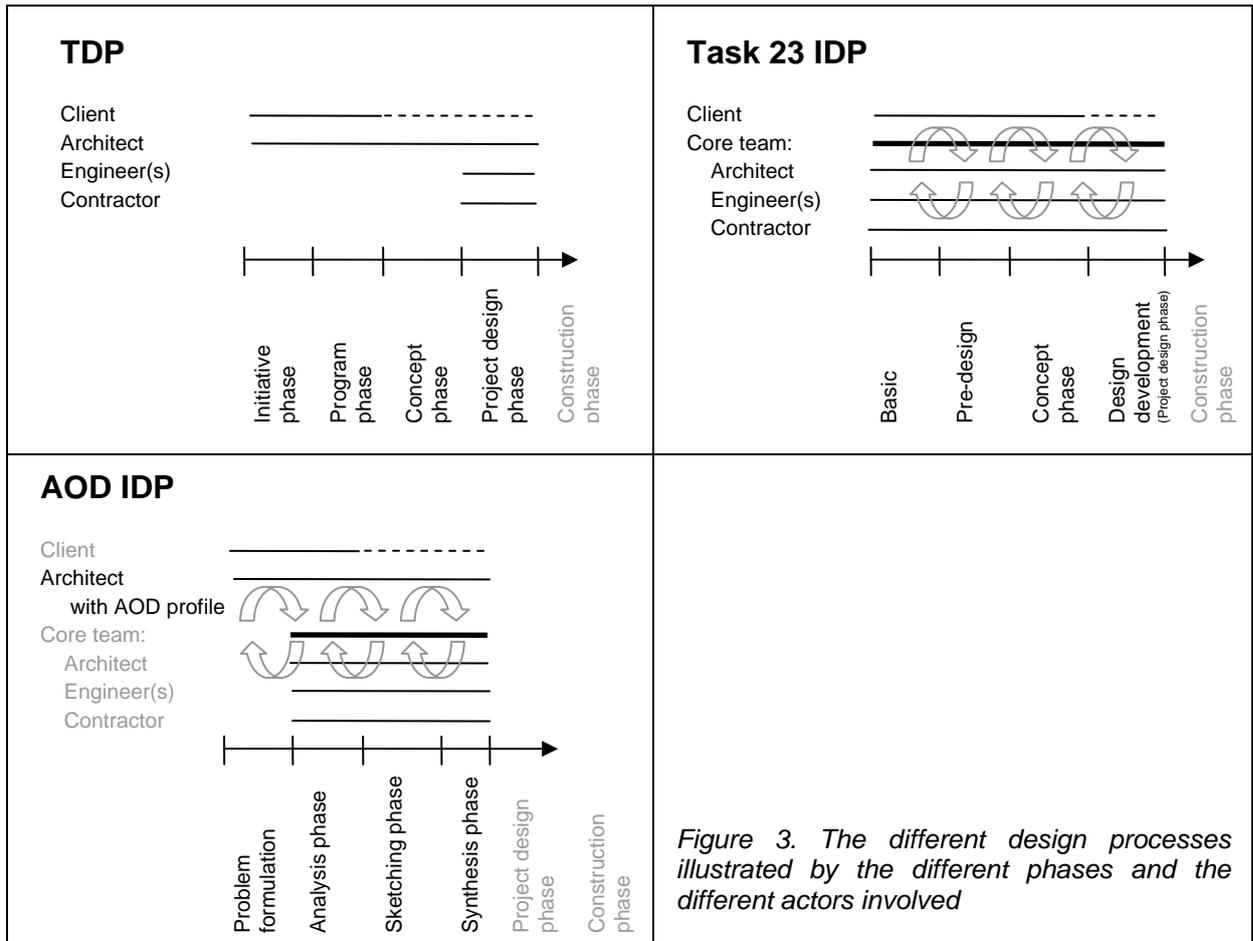 TDP
Client
Architect
Engineer(s)
Contractor
Initiative
phase
Program
phase
Concept
phase
Project design
phase
Construction
phase
Task 23 IDP
Client
Core team:
Architect
Engineer(s)
Contractor
Basic
Pre-design
Concept
phase
Design
development
(Project design phase)
Construction
phase
AOD IDP
Client
Architect
with AOD profile
Core team:
Architect
Engineer(s)
Contractor
Problem
formulation
Analysis phase
Sketching phase
Synthesis phase
Project design
phase
Construction
phase
Figure 3. The different design processes
illustrated by the different phases and the
different actors involved